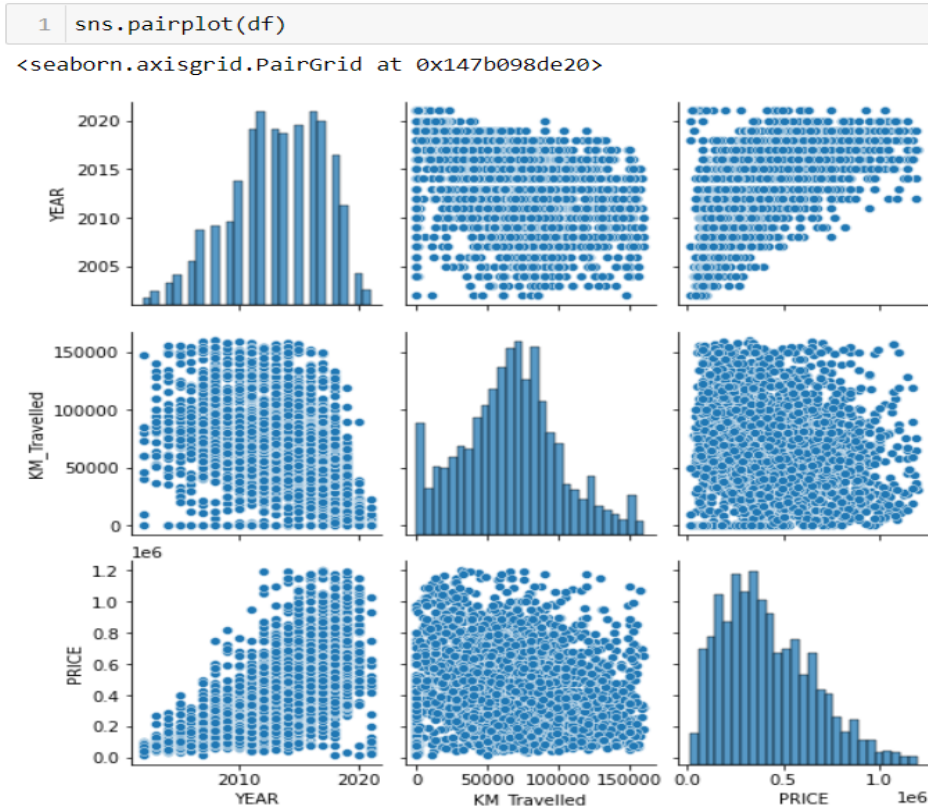 1 sns.pairplot(df)
<seaborn.axisgrid.PairGrid at 0x147b098de20>
2020
2015
2010
2005
YEAR
150000
100000
50000
0
KM_Travelled
1e6
1.2
1.0
0.8
0.6
0.4
0.2
0.0
PRICE
2010 2020
YEAR
0 50000 100000 150000
KM_Travelled
0.0 0.5 1.0
1e6
PRICE